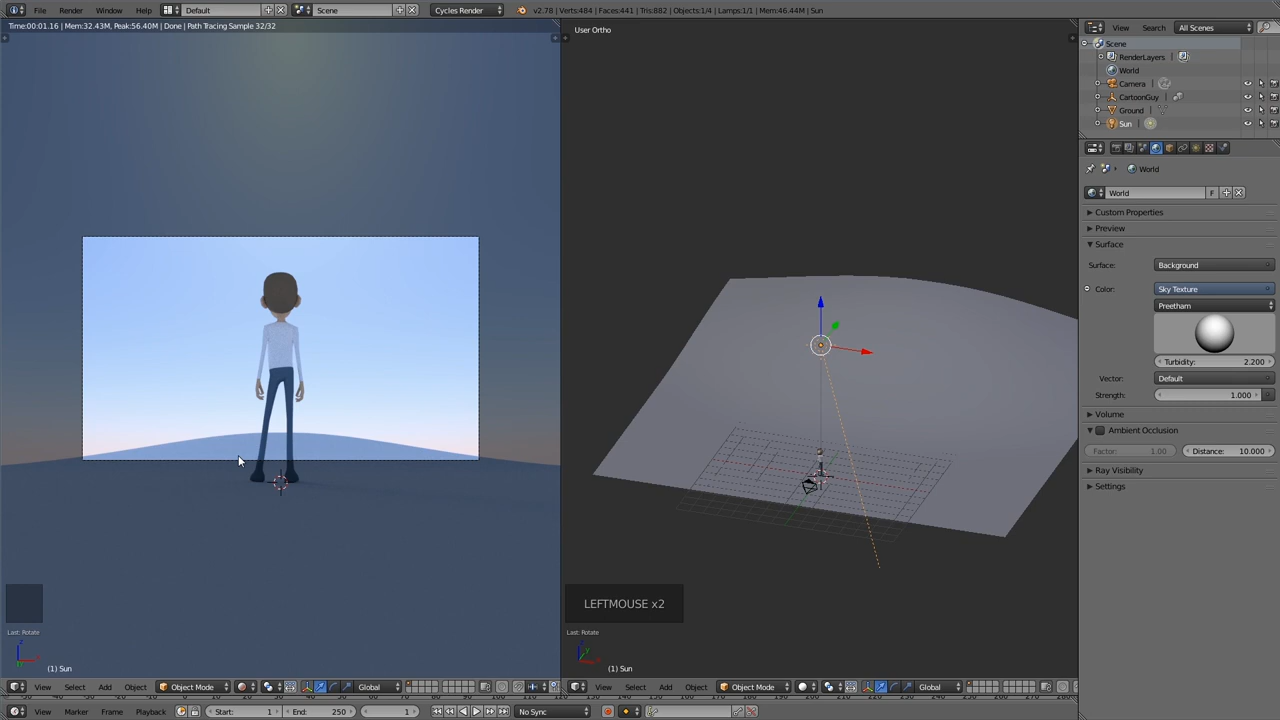 File Render Window Help Default Scene Cycles Render v2.78 | Verts:484 | Faces:441 | Tris:882 | Objects:1/4 | Lamps:1/1 | Mem:46.44M | Sun
Time:00:01.16 | Mem:32.43M, Peak:56.40M | Done | Path Tracing Sample 32/32
User Ortho
View Search All Scenes
Scene
RenderLayers
World
Camera
CartoonGuy
Ground
Sun
World
World F
Custom Properties
Preview
Surface
Surface: Background
Color: Sky Texture
Preetham
Turbidity: 2.200
Vector: Default
Strength: 1.000
Volume
Ambient Occlusion
Factor: 1.00 Distance: 10.000
Ray Visibility
Settings
LEFTMOUSE x2
Last: Rotate
Last: Rotate
(1) Sun
(1) Sun
View Select Add Object Object Mode Global
View Select Add Object Object Mode Global
View Marker Frame Playback Start: 1 End: 250 1 No Sync